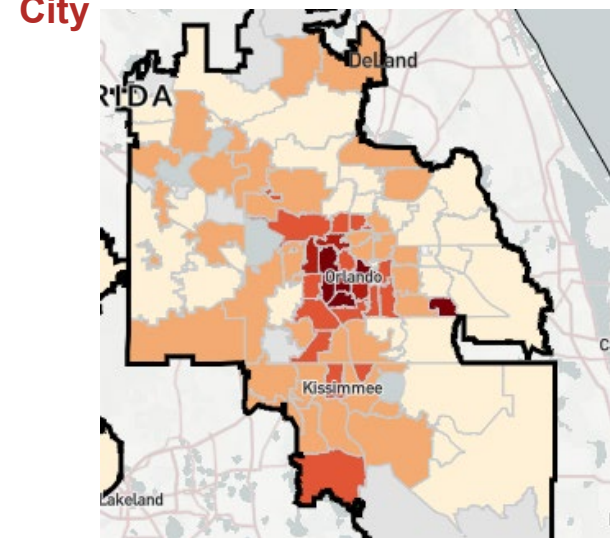 City
DeLand
RIDA
Orlando
Kissimmee
Lakeland
C